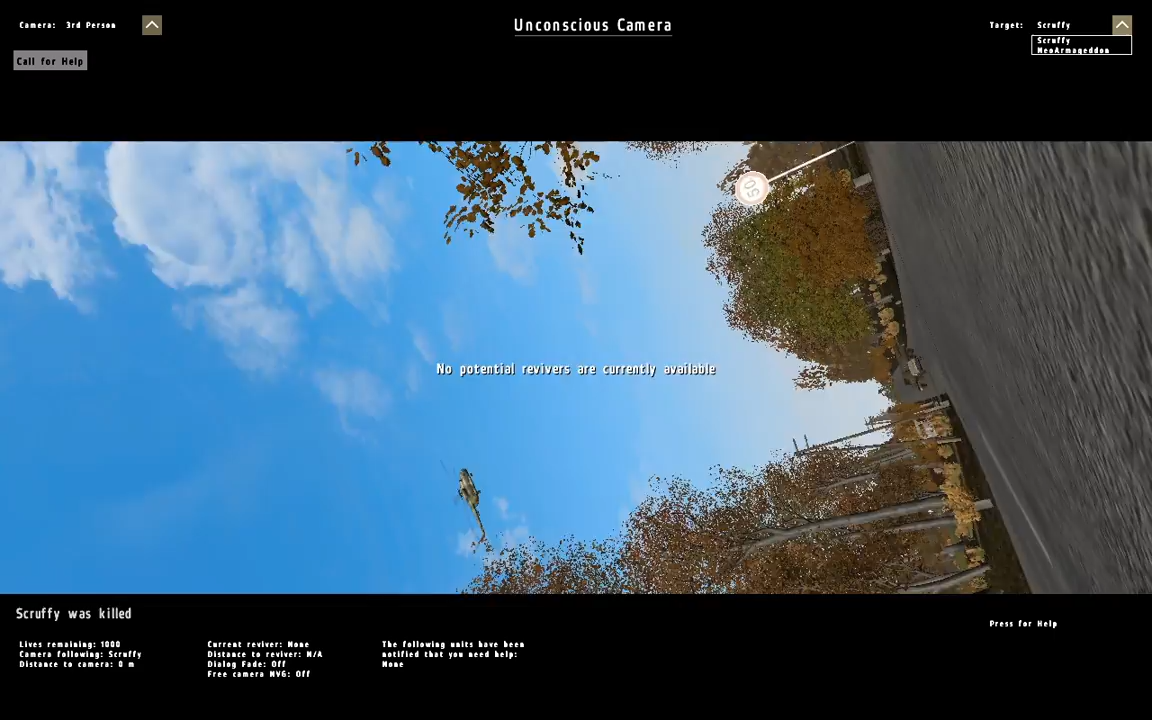 Camera: 3rd Person
Unconscious Camera
Target: Scruffy
Scruffy
NeoArmageddon
Call for Help
50
No potential revivers are currently available
Scruffy was killed
Press for Help
Lives remaining: 1000
Camera following: Scruffy
Distance to camera: 0 m
Current reviver: None
Distance to reviver: N/A
Dialog Fade: Off
Free camera NVG: Off
The following units have been
notified that you need help:
None